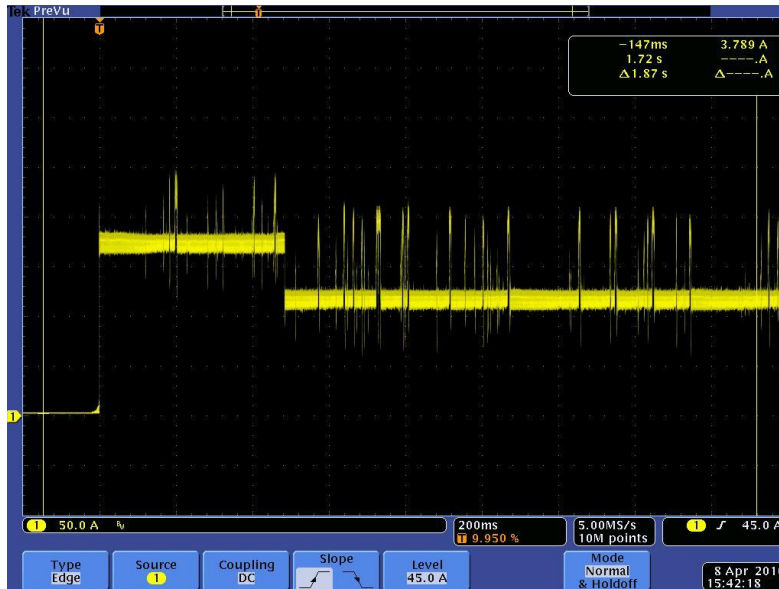 Tek PreVu
T
T
-147ms 3.789 A
1.72 s ----.A
Δ1.87 s Δ----.A
1
1 50.0 A
200ms
T 9.950 %
5.00MS/s
10M points
1 45.0 A
Type
Edge
Source
1
Coupling
DC
Slope
Level
45.0 A
Mode
Normal
& Holdoff
8 Apr
15:42:18